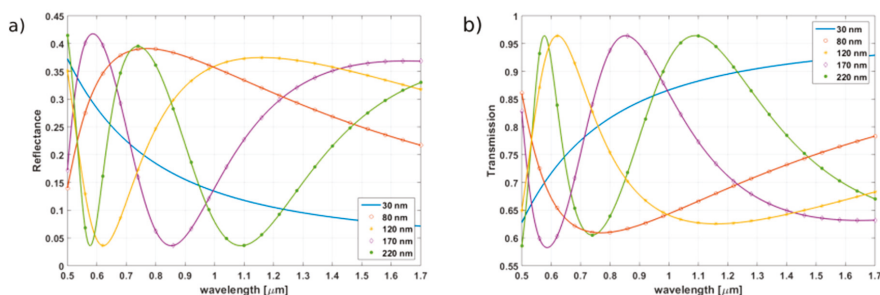 a)
0.45
0.4
0.35
0.3
0.25
0.2
0.15
0.1
0.05
0
Reflectance
0.5 0.6 0.7 0.8 0.9 1 1.1 1.2 1.3 1.4 1.5 1.6 1.7
wavelength [μm]
30 nm
80 nm
120 nm
170 nm
220 nm
b)
1
0.95
0.9
0.85
0.8
0.75
0.7
0.65
0.6
0.55
Transmission
0.5 0.6 0.7 0.8 0.9 1 1.1 1.2 1.3 1.4 1.5 1.6 1.7
wavelength [μm]
30 nm
80 nm
120 nm
170 nm
220 nm